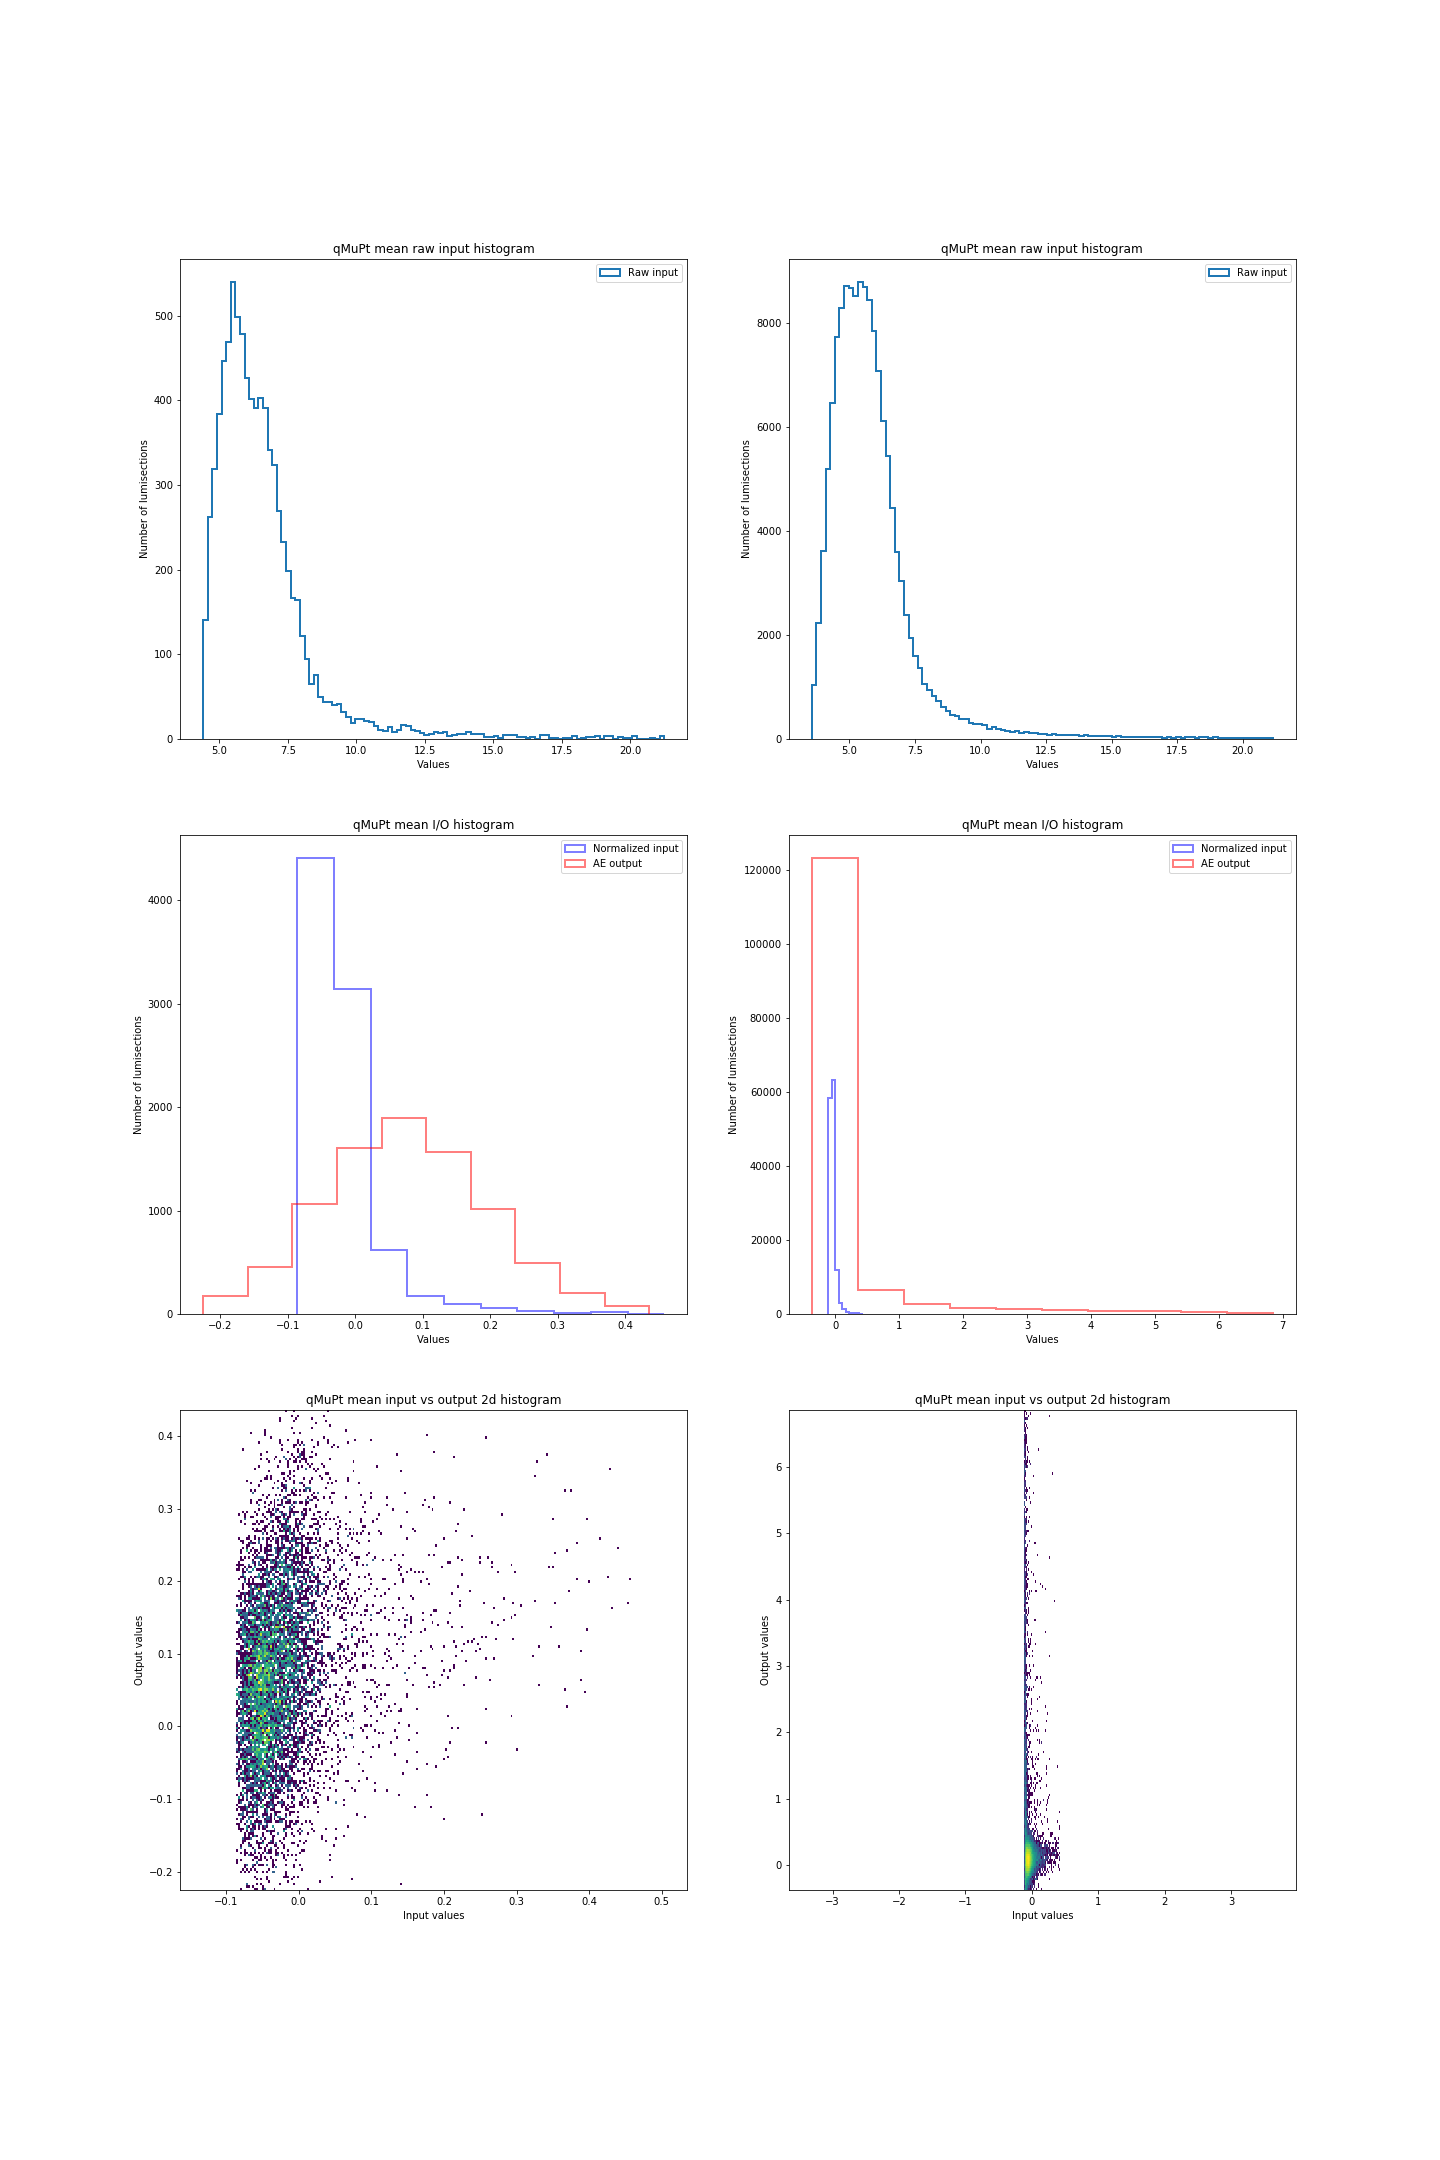 qMuPt mean raw input histogram
Raw input
500
400
300
200
100
0
Number of lumisections
5.0 7.5 10.0 12.5 15.0 17.5 20.0
Values
qMuPt mean raw input histogram
Raw input
8000
6000
4000
2000
0
Number of lumisections
5.0 7.5 10.0 12.5 15.0 17.5 20.0
Values
qMuPt mean I/O histogram
Normalized input
AE output
4000
3000
2000
1000
0
Number of lumisections
−0.2 −0.1 0.0 0.1 0.2 0.3 0.4
Values
qMuPt mean I/O histogram
Normalized input
AE output
120000
100000
80000
60000
40000
20000
0
Number of lumisections
0 1 2 3 4 5 6 7
Values
qMuPt mean input vs output 2d histogram
0.4
0.3
0.2
0.1
0.0
−0.1
−0.2
Output values
−0.1 0.0 0.1 0.2 0.3 0.4 0.5
Input values
qMuPt mean input vs output 2d histogram
6
5
4
3
2
1
0
Output values
−3 −2 −1 0 1 2 3
Input values